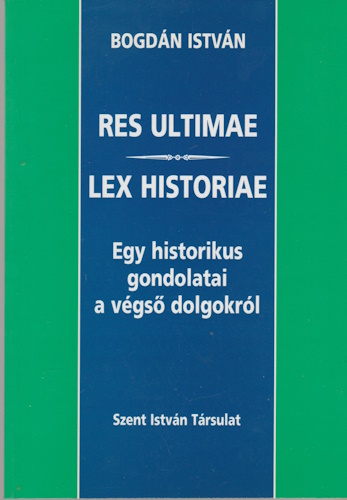 BOGDÁN ISTVÁN
RES ULTIMAE
LEX HISTORIAE
Egy historikus
gondolatai
a végső dolgokról
Szent István Társulat